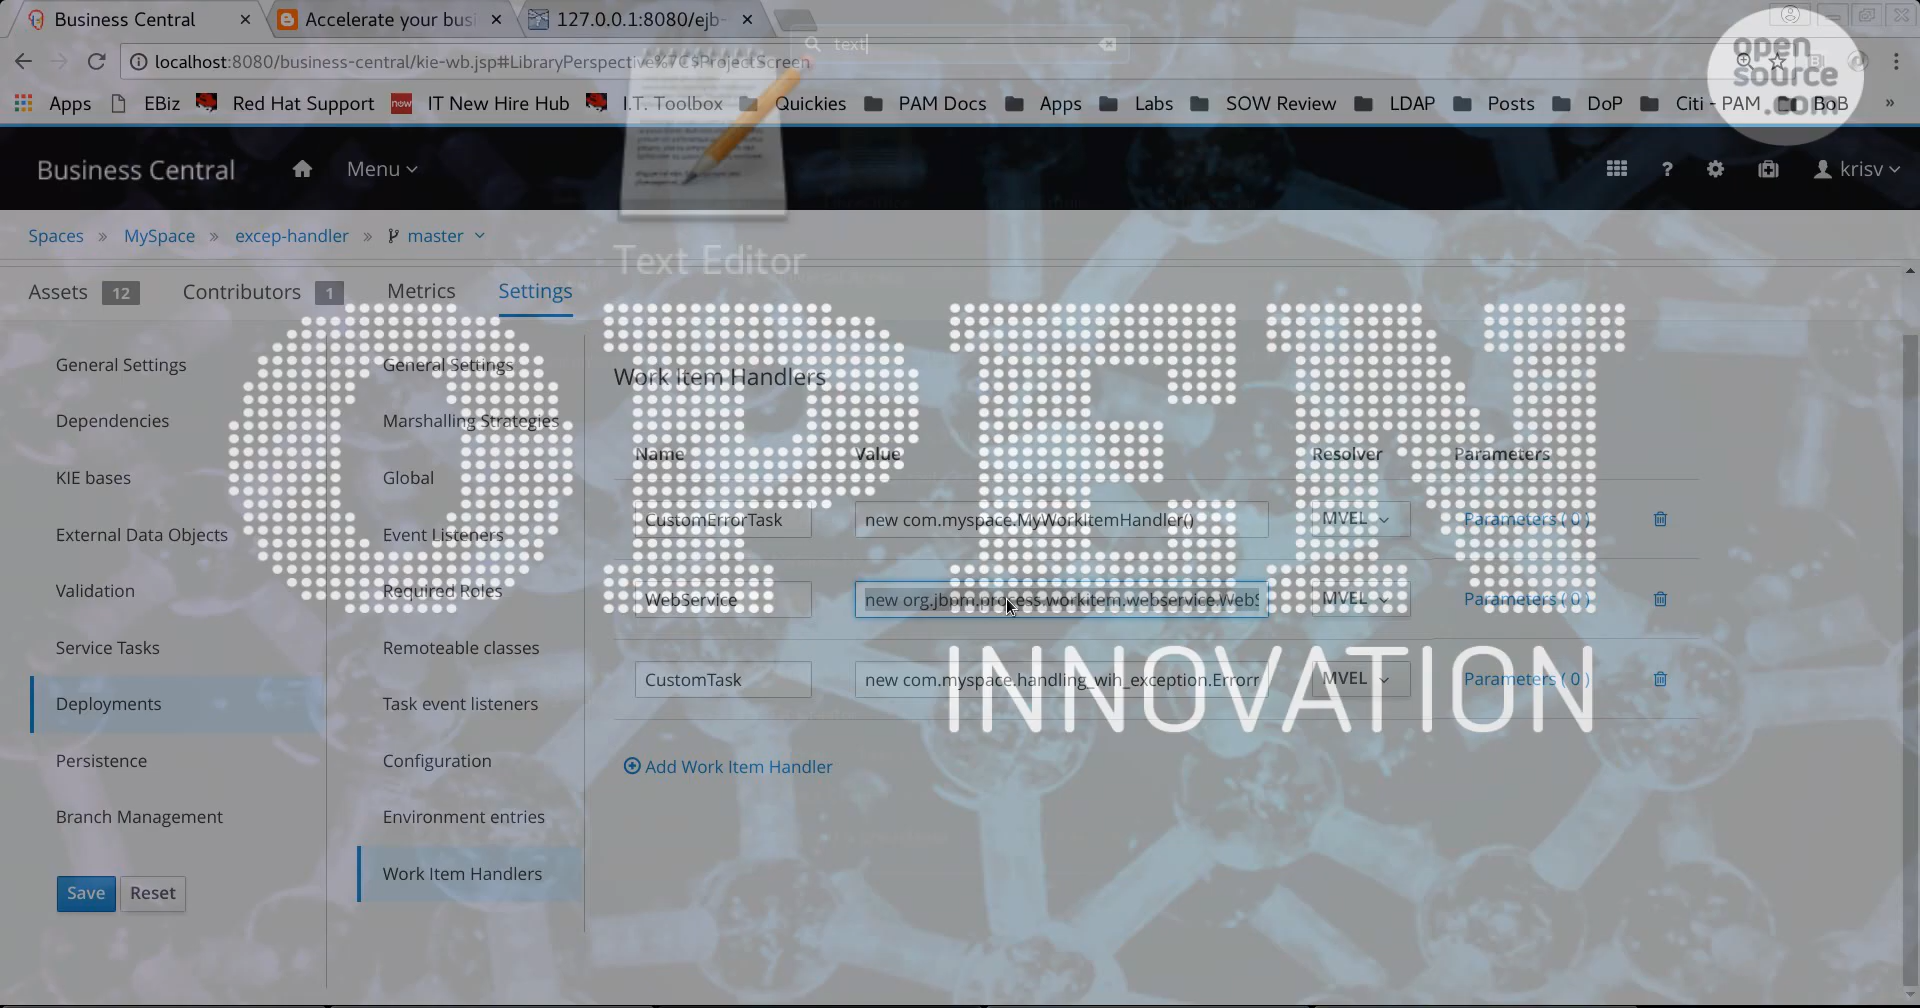 Business Central
Accelerate your busi
127.0.0.1:8080/ejb-
text
localhost:8080/business-central/kie-wb.jsp#LibraryPerspective%7C$ProjectScreen
open
source
.com
Apps
EBiz
Red Hat Support
now
IT New Hire Hub
I.T. Toolbox
Quickies
PAM Docs
Apps
Labs
SOW Review
LDAP
Posts
DoP
Citi - PAM
BoB
»
Business Central
Menu
?
krisv
Spaces » MySpace » excep-handler » master
Text Editor
Assets 12
Contributors 1
Metrics
Settings
OPEN
INNOVATION
General Settings
Dependencies
KIE bases
External Data Objects
Validation
Service Tasks
Deployments
Persistence
Branch Management
Save
Reset
General Settings
Marshalling Strategies
Global
Event Listeners
Required Roles
Remoteable classes
Task event listeners
Configuration
Environment entries
Work Item Handlers
Work Item Handlers
Name Value Resolver Parameters
CustomErrorTask new com.myspace.MyWorkItemHandler() MVEL Parameters ( 0 )
WebService new org.jbpm.process.workitem.webservice.WebS MVEL Parameters ( 0 )
CustomTask new com.myspace.handling_wih_exception.Errorr MVEL Parameters ( 0 )
Add Work Item Handler